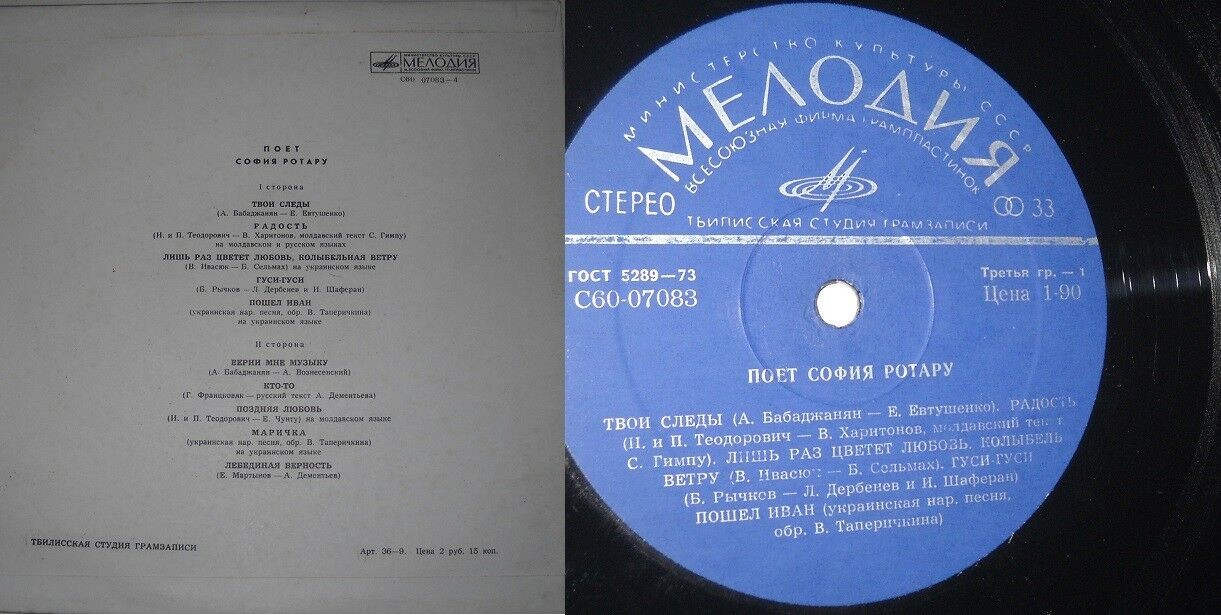 МИНИСТЕРСТВО КУЛЬТУРЫ СССР
МЕЛОДИЯ
ВСЕСОЮЗНАЯ ФИРМА ГРАМПЛАСТИНОК
С60 07083—4
ПОЕТ
СОФИЯ РОТАРУ
I сторона
ТВОИ СЛЕДЫ
(А. Бабаджанян — Е. Евтушенко)
РАДОСТЬ
(И. и П. Теодорович — В. Харитонов, молдавский текст С. Гимпу)
на молдавском и русском языках
ЛИШЬ РАЗ ЦВЕТЕТ ЛЮБОВЬ, КОЛЫБЕЛЬНАЯ ВЕТРУ
(В. Ивасюк — Б. Сельмах) на украинском языке
ГУСИ-ГУСИ
(Б. Рычков — Л. Дербенев и И. Шаферан)
ПОШЕЛ ИВАН
(украинская нар. песня, обр. В. Таперичкина)
на украинском языке
II сторона
ВЕРНИ МНЕ МУЗЫКУ
(А. Бабаджанян — А. Вознесенский)
КТО-ТО
(Г. Францковяк — русский текст А. Дементьева)
ПОЗДНЯЯ ЛЮБОВЬ
(И. и П. Теодорович — Е. Чунту) на молдавском языке
МАРИЧКА
(украинская нар. песня, обр. В. Таперичкина)
на украинском языке
ЛЕБЕДИНАЯ ВЕРНОСТЬ
(Е. Мартынов — А. Дементьев)
ТБИЛИССКАЯ СТУДИЯ ГРАМЗАПИСИ
Арт. 36—9. Цена 2 руб. 15 коп.
МИНИСТЕРСТВО КУЛЬТУРЫ СССР
МЕЛОДИЯ
ВСЕСОЮЗНАЯ ФИРМА ГРАМПЛАСТИНОК
СТЕРЕО
33
ТБИЛИССКАЯ СТУДИЯ ГРАМЗАПИСИ
ГОСТ 5289—73
Третья гр. — 1
С60-07083
Цена 1-90
ПОЕТ СОФИЯ РОТАРУ
ТВОИ СЛЕДЫ (А. Бабаджанян — Е. Евтушенко). РАДОСТЬ
(И. и П. Теодорович — В. Харитонов, молдавский текст
С. Гимпу). ЛИШЬ РАЗ ЦВЕТЕТ ЛЮБОВЬ. КОЛЫБЕЛЬ
ВЕТРУ (В. Ивасюк — Б. Сельмах). ГУСИ-ГУСИ
(Б. Рычков — Л. Дербенев и И. Шаферан)
ПОШЕЛ ИВАН (украинская нар. песня,
обр. В. Таперичкина)